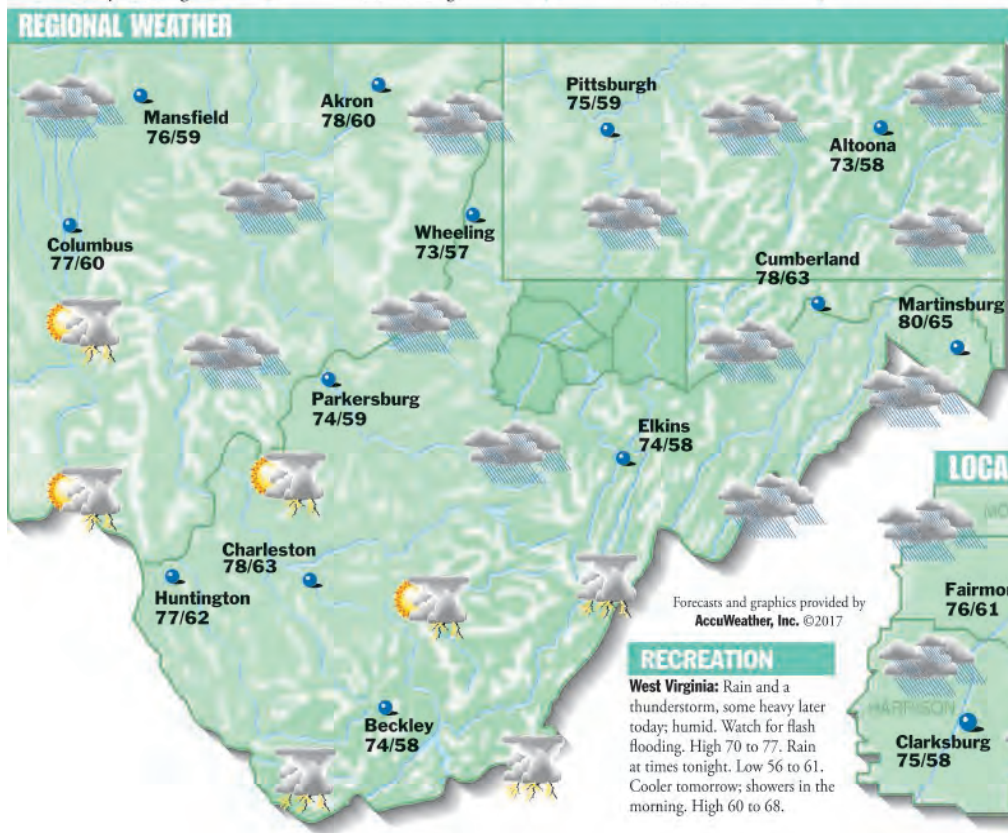 REGIONAL WEATHER
Mansfield
76/59
Akron
78/60
Pittsburgh
75/59
Altoona
73/58
Columbus
77/60
Wheeling
73/57
Cumberland
78/63
Martinsburg
80/65
Parkersburg
74/59
Elkins
74/58
Charleston
78/63
Huntington
77/62
Beckley
74/58
Forecasts and graphics provided by
AccuWeather, Inc. ©2017
RECREATION
West Virginia: Rain and a
thunderstorm, some heavy later
today; humid. Watch for flash
flooding. High 70 to 77. Rain
at times tonight. Low 56 to 61.
Cooler tomorrow; showers in the
morning. High 60 to 68.
LOCA
Fairmo
76/61
HARRISON
Clarksburg
75/58